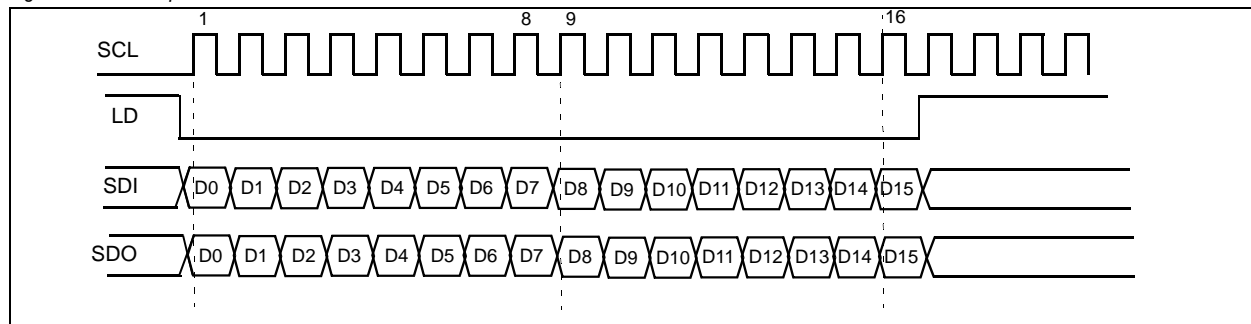 1 8 9 16
SCL
LD
SDI D0 D1 D2 D3 D4 D5 D6 D7 D8 D9 D10 D11 D12 D13 D14 D15
SDO D0 D1 D2 D3 D4 D5 D6 D7 D8 D9 D10 D11 D12 D13 D14 D15